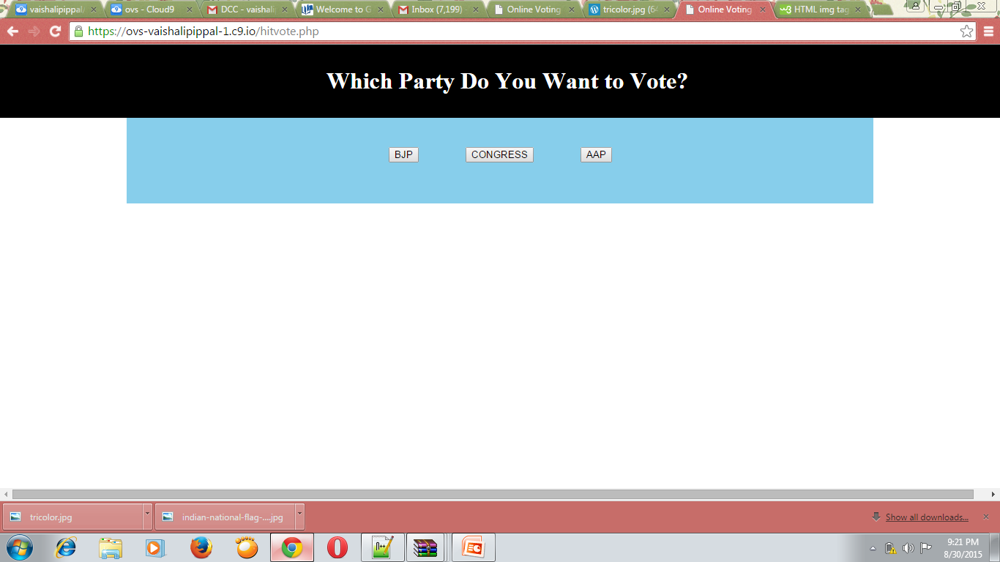 vaishalipippal/
ovs - Cloud9
DCC - vaishali
Welcome to G
Inbox (7,199)
Online Voting
tricolor.jpg (64
Online Voting
HTML img tag
https://ovs-vaishalipippal-1.c9.io/hitvote.php
Which Party Do You Want to Vote?
BJP
CONGRESS
AAP
tricolor.jpg
indian-national-flag-....jpg
Show all downloads...
9:21 PM
8/30/2015